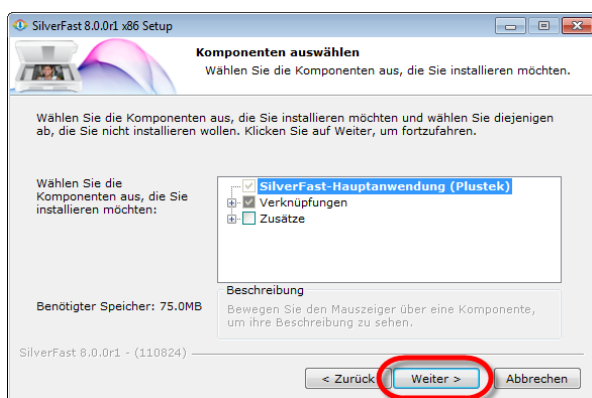 SilverFast 8.0.0r1 x86 Setup
Komponenten auswählen
Wählen Sie die Komponenten aus, die Sie installieren möchten.
Wählen Sie die Komponenten aus, die Sie installieren möchten und wählen Sie diejenigen
ab, die Sie nicht installieren wollen. Klicken Sie auf Weiter, um fortzufahren.
Wählen Sie die
Komponenten aus, die Sie
installieren möchten:
SilverFast-Hauptanwendung (Plustek)
Verknüpfungen
Zusätze
Benötigter Speicher: 75.0MB
Beschreibung
Bewegen Sie den Mauszeiger über eine Komponente,
um ihre Beschreibung zu sehen.
SilverFast 8.0.0r1 - (110824)
< Zurück
Weiter >
Abbrechen